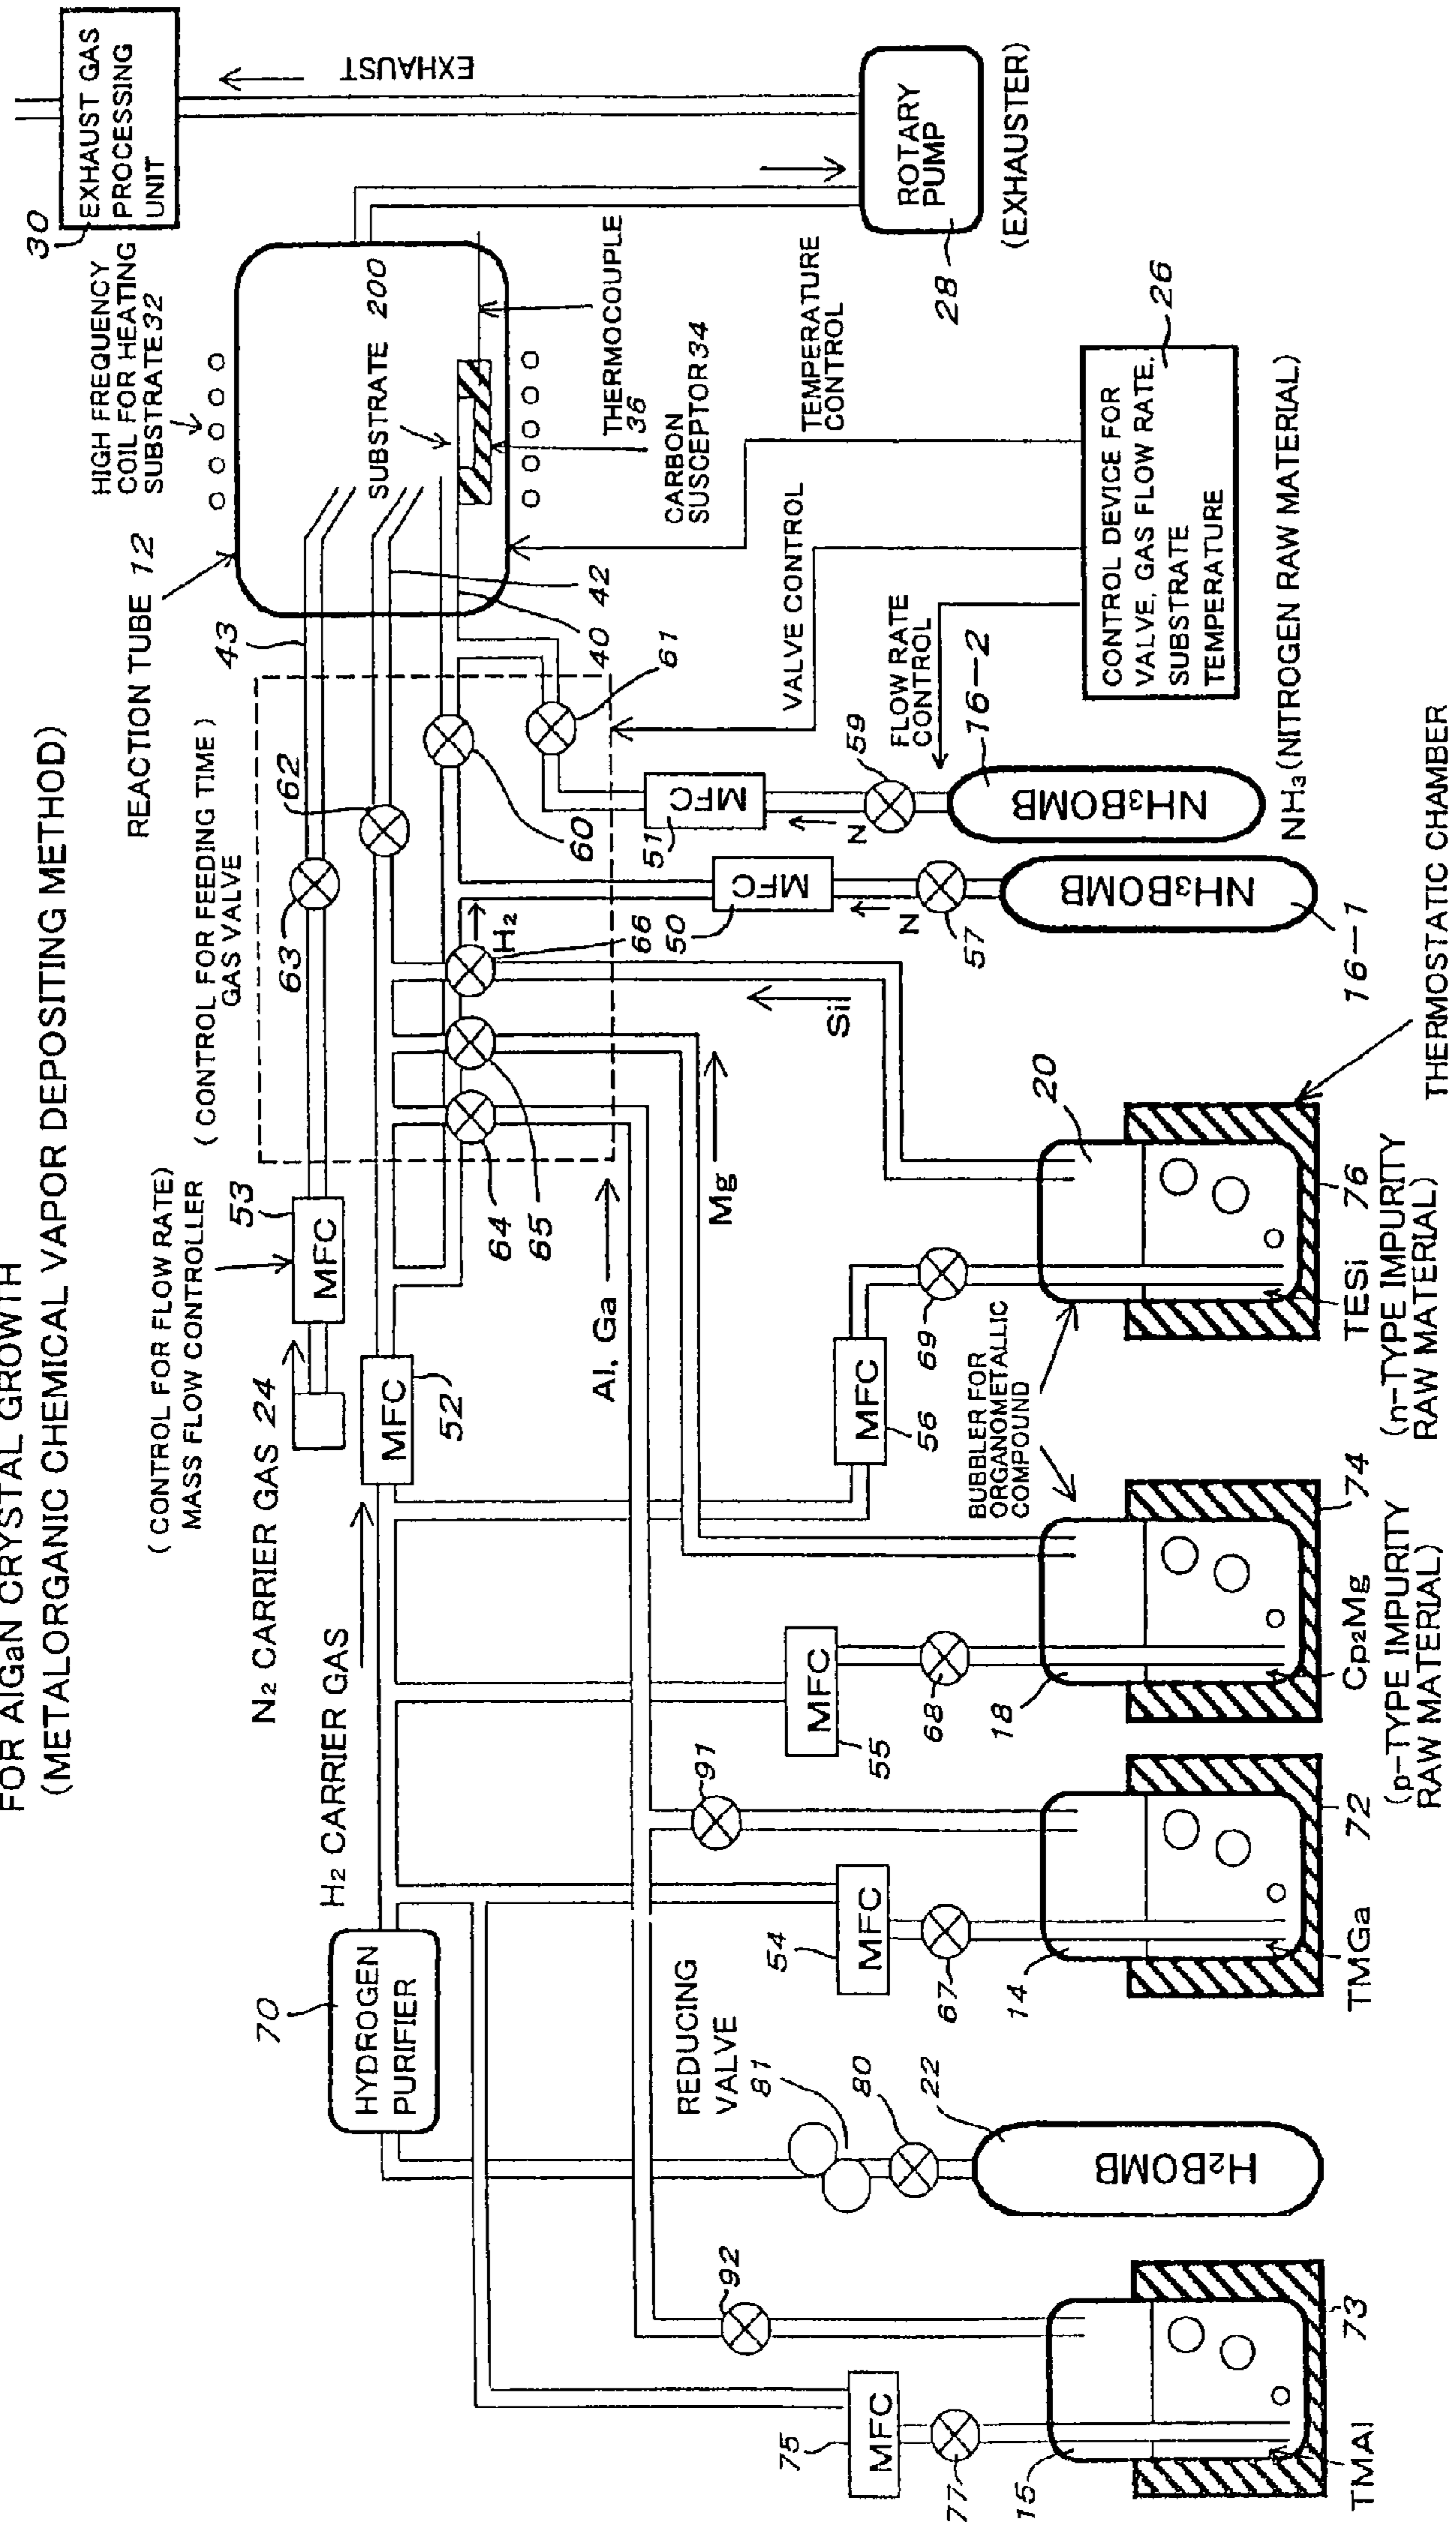 FOR AlGaN CRYSTAL GROWTH
(METALORGANIC CHEMICAL VAPOR DEPOSITING METHOD)
30
EXHAUST GAS
PROCESSING
UNIT
EXHAUST
HIGH FREQUENCY
COIL FOR HEATING
SUBSTRATE 32
REACTION TUBE 12
SUBSTRATE 200
ROTARY
PUMP
28
(EXHAUSTER)
THERMOCOUPLE
36
CARBON
SUSCEPTOR 34
TEMPERATURE
CONTROL
VALVE CONTROL
FLOW RATE
CONTROL
26
CONTROL DEVICE FOR
VALVE, GAS FLOW RATE,
SUBSTRATE
TEMPERATURE
43
42
40
61
60
62
63
(CONTROL FOR FEEDING TIME)
GAS VALVE
(CONTROL FOR FLOW RATE)
MASS FLOW CONTROLLER
53
MFC
N2 CARRIER GAS 24
MFC
52
H2 CARRIER GAS
70
HYDROGEN
PURIFIER
H2
66
65
64
Al, Ga
Mg
Sil
MFC
51
N
59
NH3BOMB
16-2
MFC
50
N
57
NH3BOMB
16-1
NH3 (NITROGEN RAW MATERIAL)
THERMOSTATIC CHAMBER
20
MFC
56
69
TESi
76
(n-TYPE IMPURITY
RAW MATERIAL)
BUBBLER FOR
ORGANOMETALLIC
COMPOUND
MFC
55
68
18
Cp2Mg
74
(p-TYPE IMPURITY
RAW MATERIAL)
91
MFC
54
67
14
TMGa
72
REDUCING
VALVE
81
80
22
H2BOMB
92
MFC
75
77
15
TMAl
73